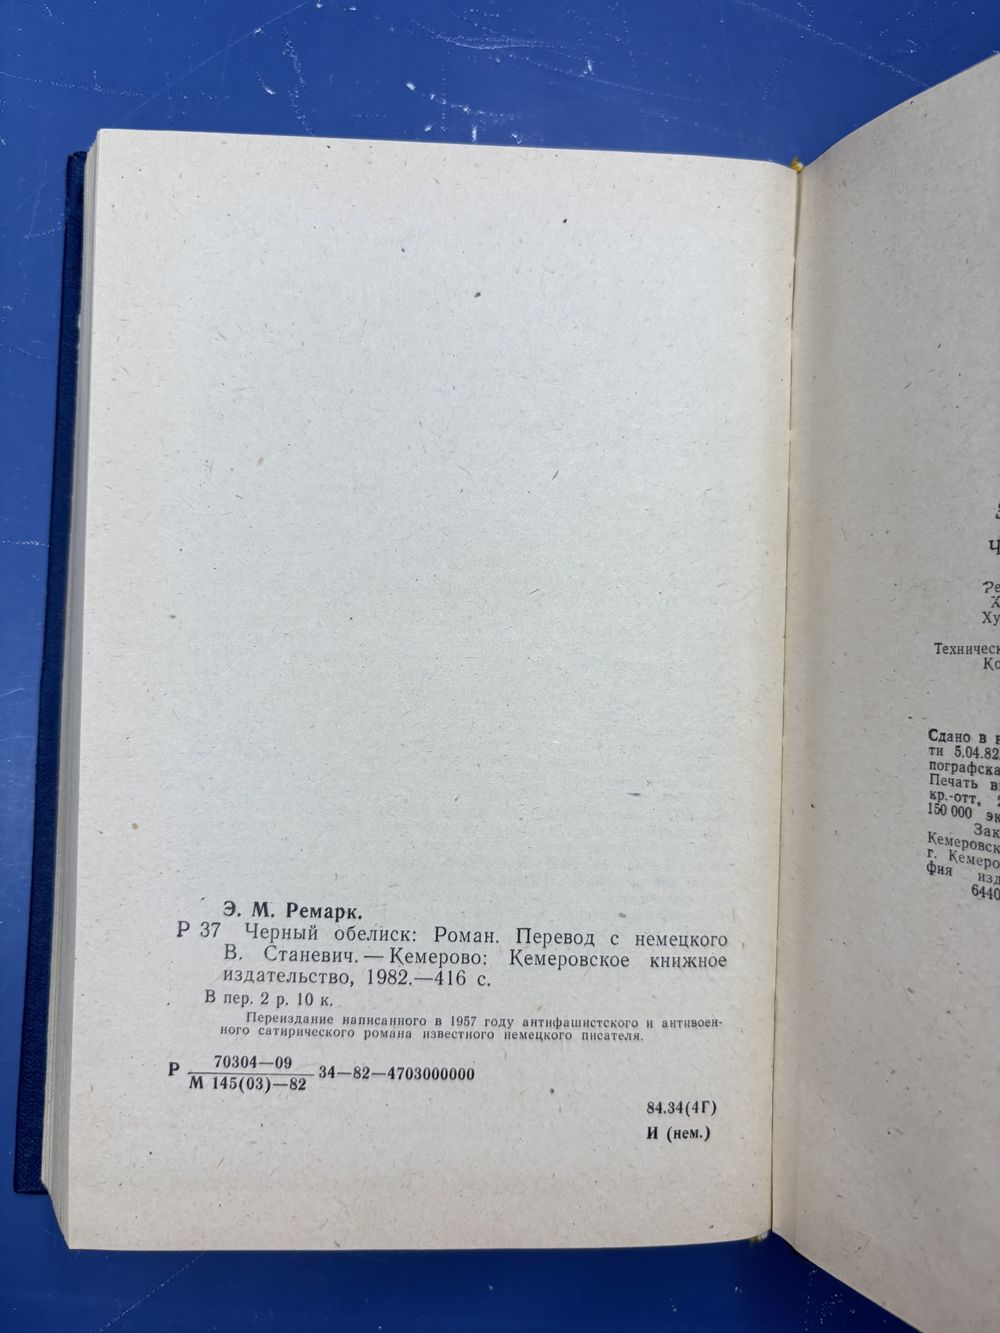 Э. М. Ремарк.
Р 37 Черный обелиск: Роман. Перевод с немецкого
В. Станевич. — Кемерово: Кемеровское книжное
издательство, 1982.—416 с.
В пер. 2 р. 10 к.
Переиздание написанного в 1957 году антифашистского и антивоен-
ного сатирического романа известного немецкого писателя.
Р 70304—09 34—82—4703000000
М 145(03)—82
84.34(4Г)
И (нем.)
Ху
Техническ
Сдано в
ти 5.04.82
пографска
Печать
кр.-отт,
150 000 эк
Зак
Кемеровск
г. Кемеро
фия изд
6440